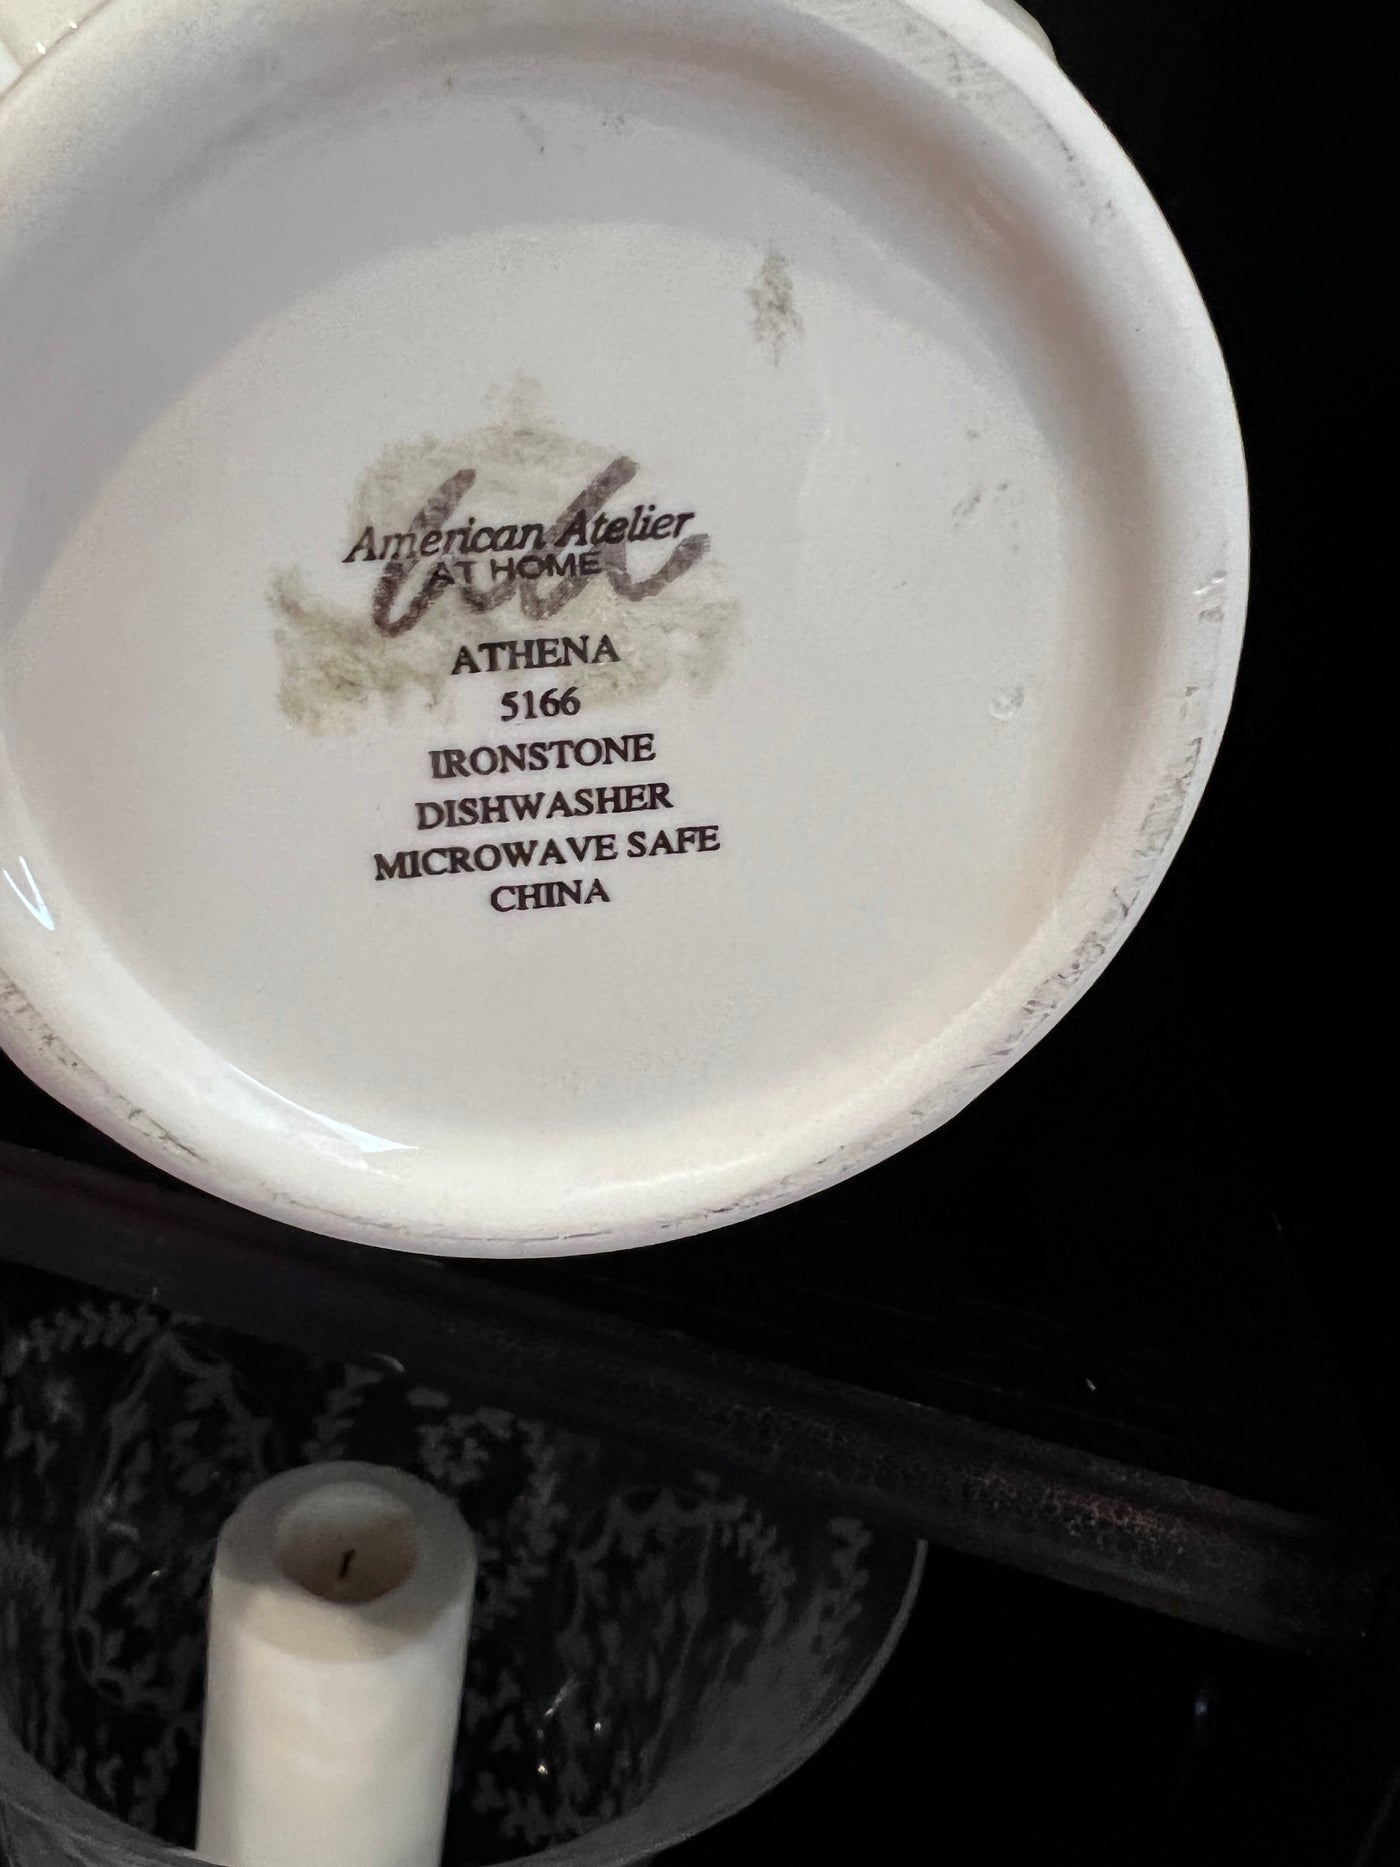 American Atelier
AT HOME
ATHENA
5166
IRONSTONE
DISHWASHER
MICROWAVE SAFE
CHINA